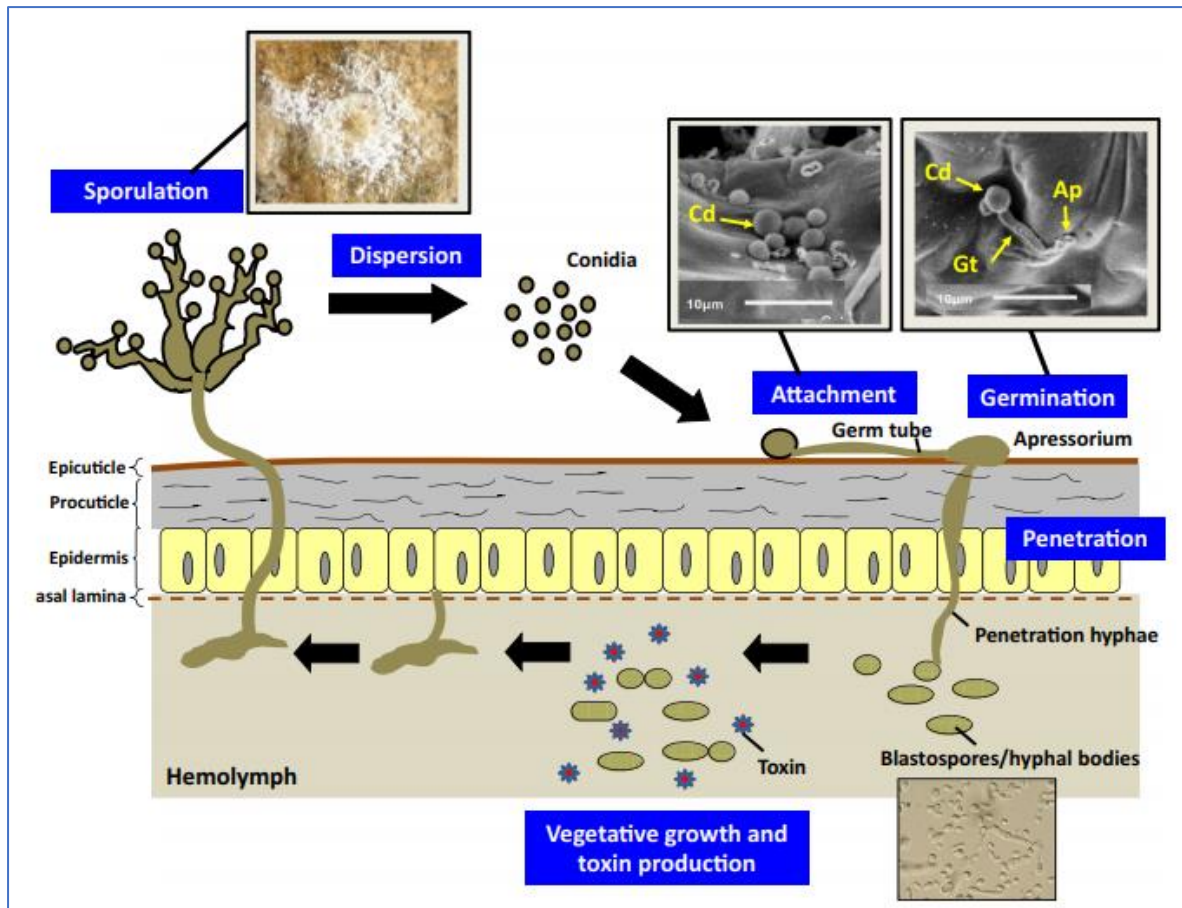 Sporulation
Dispersion
Conidia
Cd
10µm
Cd
Ap
Gt
10µm
Attachment
Germination
Germ tube
Apressorium
Epicuticle
Procuticle
Epidermis
asal lamina
Penetration
Penetration hyphae
Toxin
Blastospores/hyphal bodies
Hemolymph
Vegetative growth and
toxin production